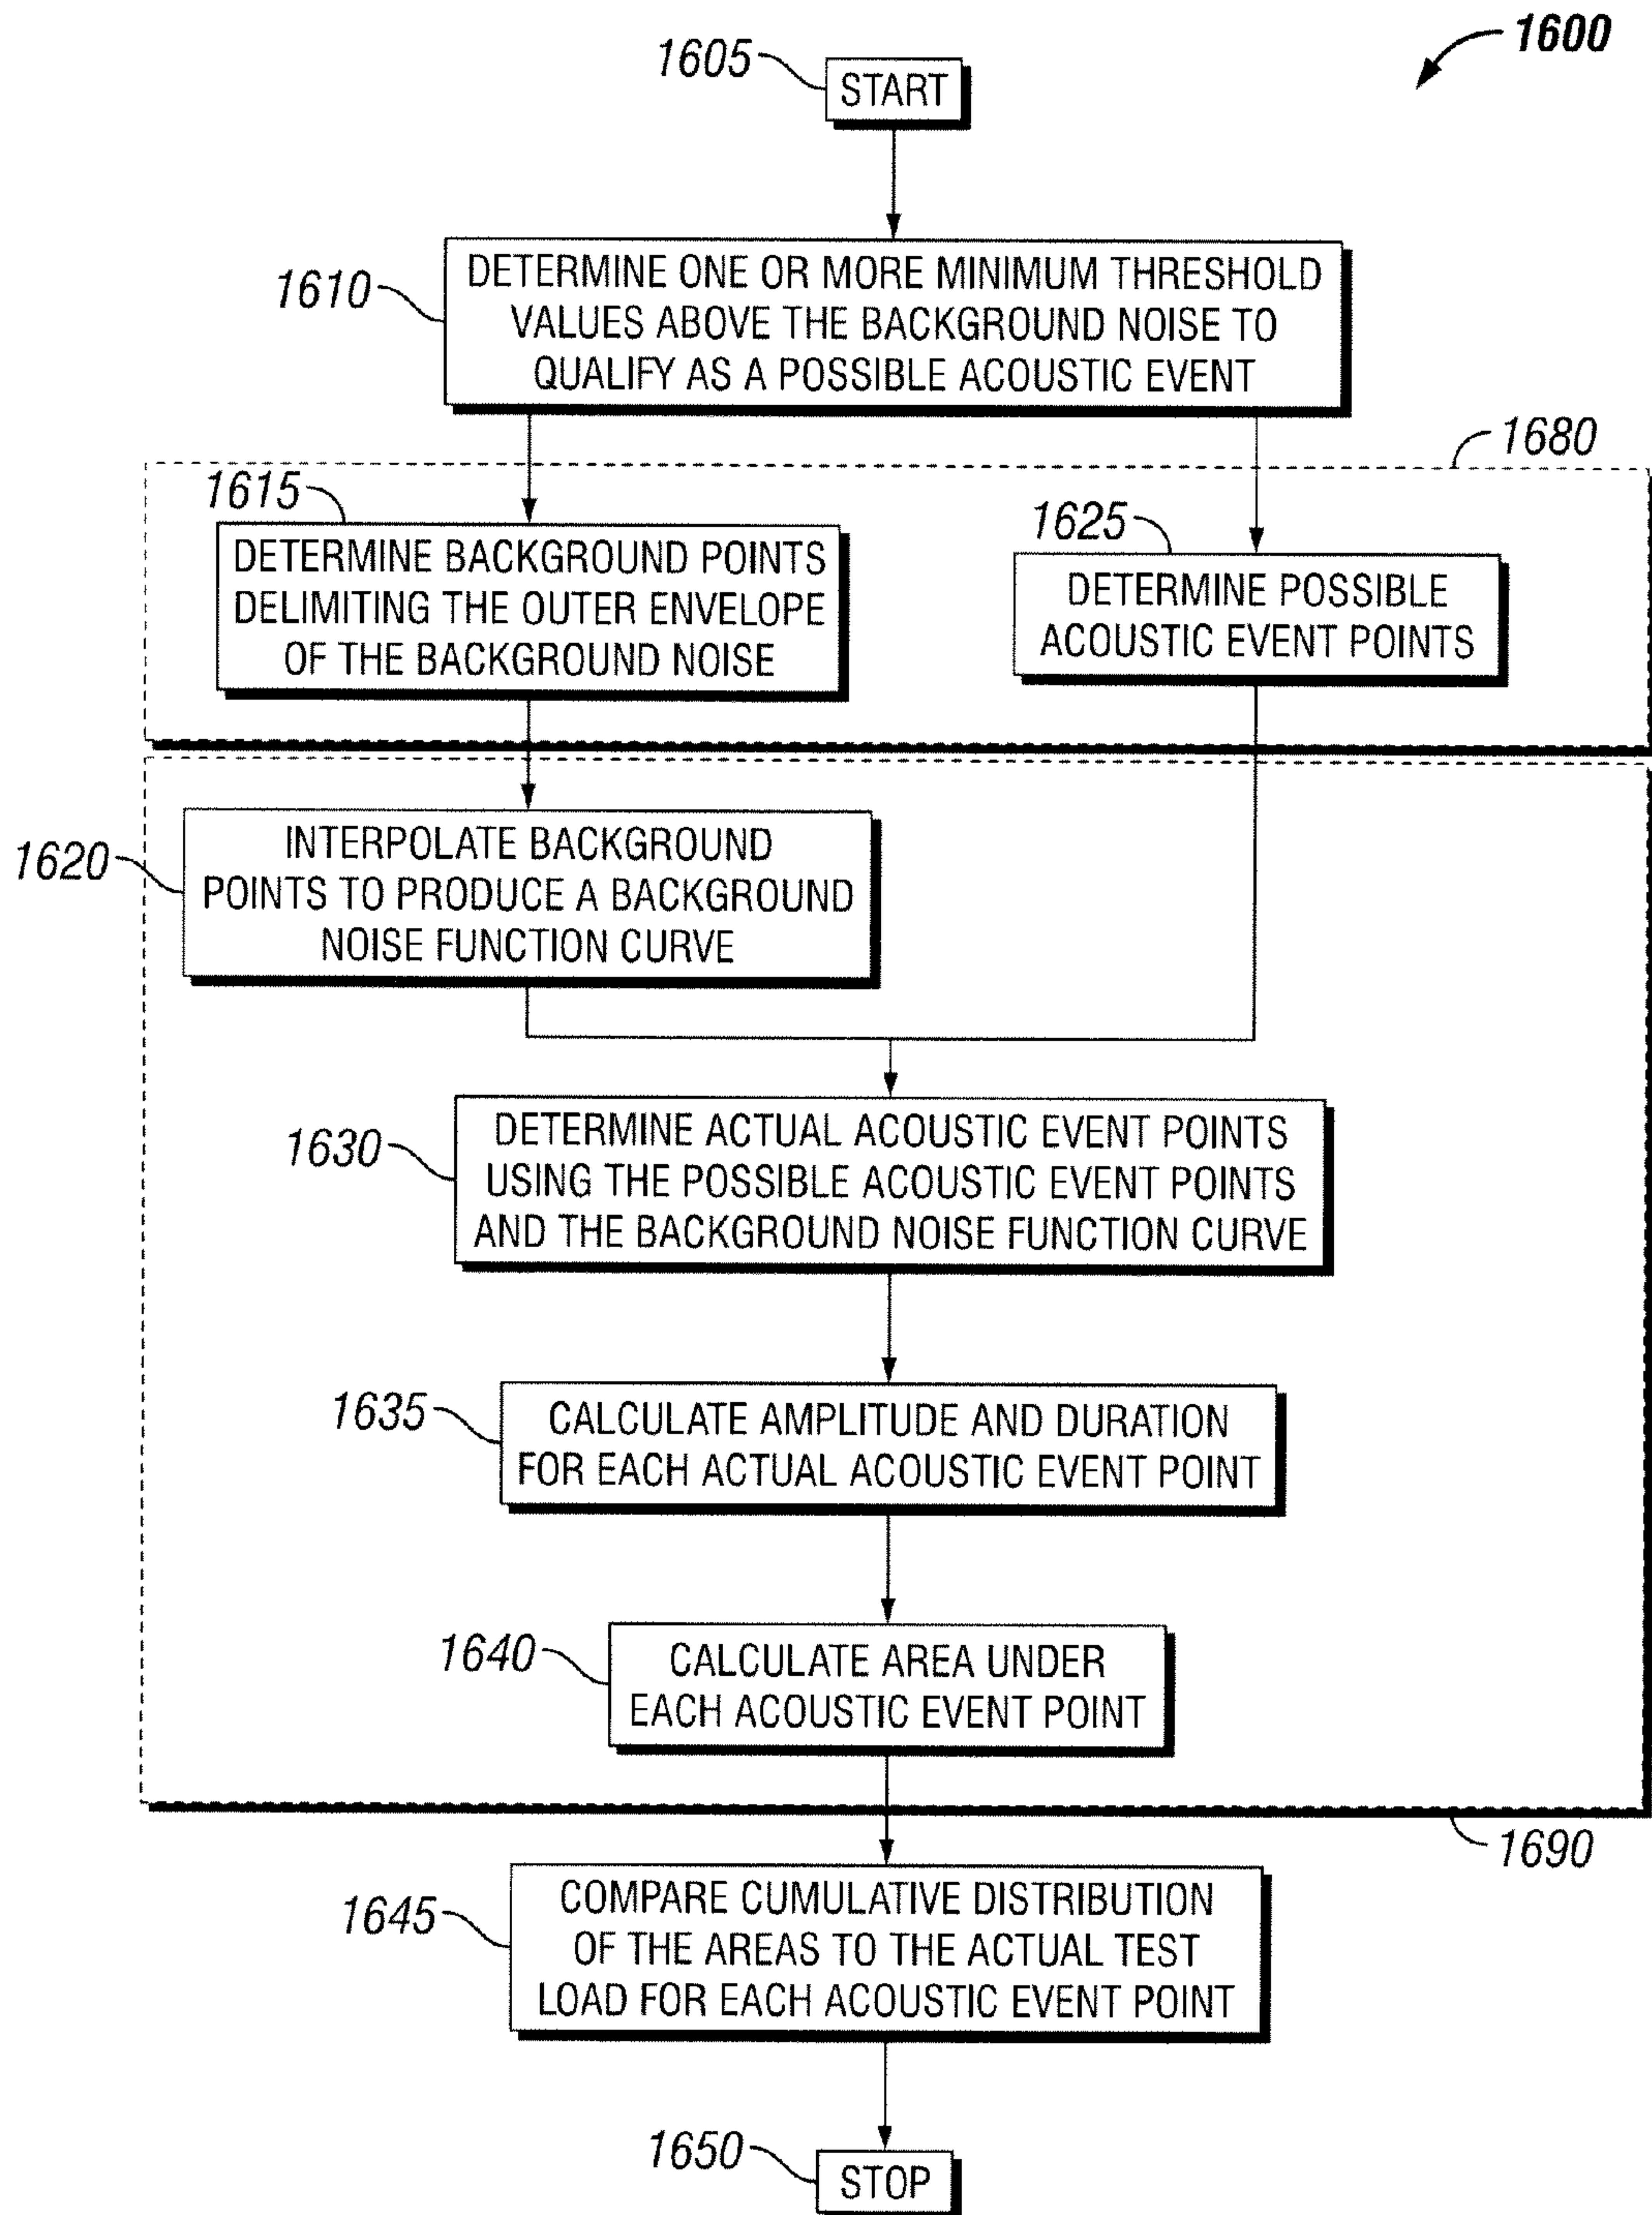 1600
1605
START
1610
DETERMINE ONE OR MORE MINIMUM THRESHOLD
VALUES ABOVE THE BACKGROUND NOISE TO
QUALIFY AS A POSSIBLE ACOUSTIC EVENT
1680
1615
DETERMINE BACKGROUND POINTS
DELIMITING THE OUTER ENVELOPE
OF THE BACKGROUND NOISE
1625
DETERMINE POSSIBLE
ACOUSTIC EVENT POINTS
1620
INTERPOLATE BACKGROUND
POINTS TO PRODUCE A BACKGROUND
NOISE FUNCTION CURVE
1630
DETERMINE ACTUAL ACOUSTIC EVENT POINTS
USING THE POSSIBLE ACOUSTIC EVENT POINTS
AND THE BACKGROUND NOISE FUNCTION CURVE
1635
CALCULATE AMPLITUDE AND DURATION
FOR EACH ACTUAL ACOUSTIC EVENT POINT
1640
CALCULATE AREA UNDER
EACH ACOUSTIC EVENT POINT
1690
1645
COMPARE CUMULATIVE DISTRIBUTION
OF THE AREAS TO THE ACTUAL TEST
LOAD FOR EACH ACOUSTIC EVENT POINT
1650
STOP